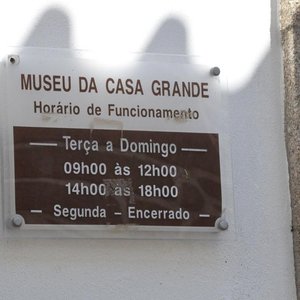 MUSEU DA CASA GRANDE
Horário de Funcionamento
Terça a Domingo
09h00 às 12h00
14h00 às 18h00
Segunda - Encerrado